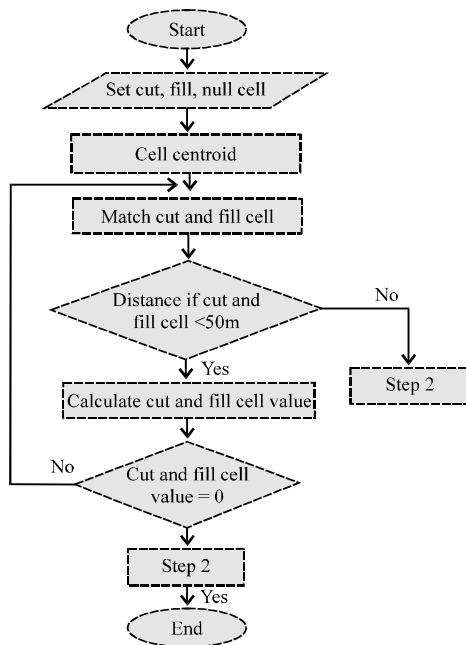 Start
Set cut, fill, null cell
Cell centroid
Match cut and fill cell
Distance if cut and
fill cell <50m
No
Step 2
Yes
Calculate cut and fill cell value
Cut and fill cell
value = 0
No
Step 2
Yes
End